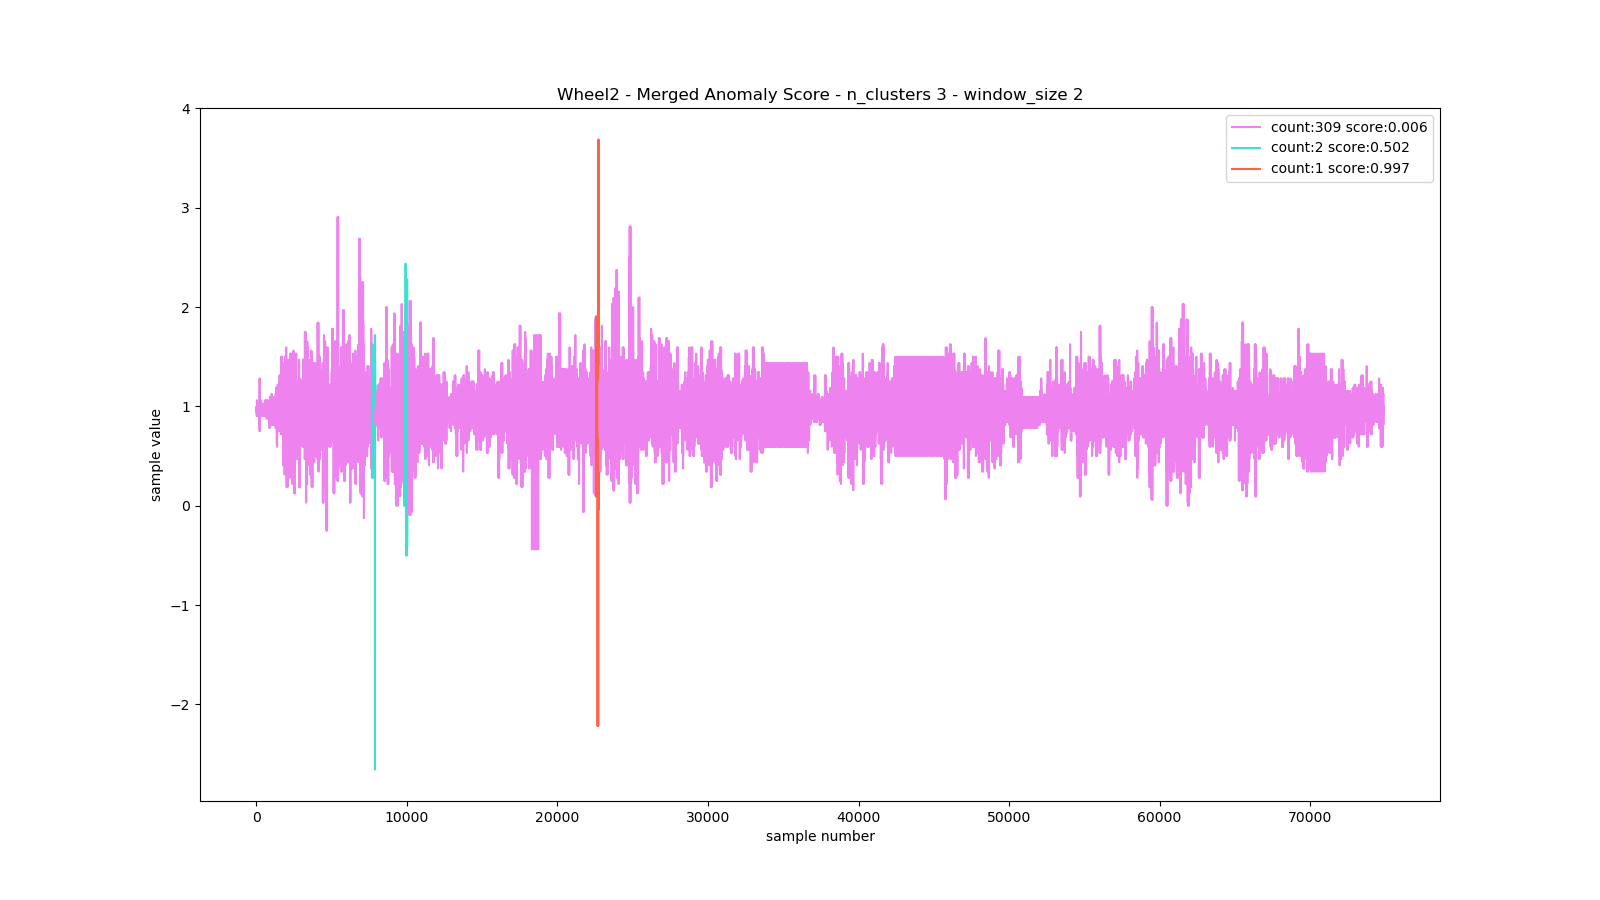 Wheel2 - Merged Anomaly Score - n_clusters 3 - window_size 2
count:309 score:0.006
count:2 score:0.502
count:1 score:0.997
4
3
2
1
0
−1
−2
sample value
0 10000 20000 30000 40000 50000 60000 70000
sample number